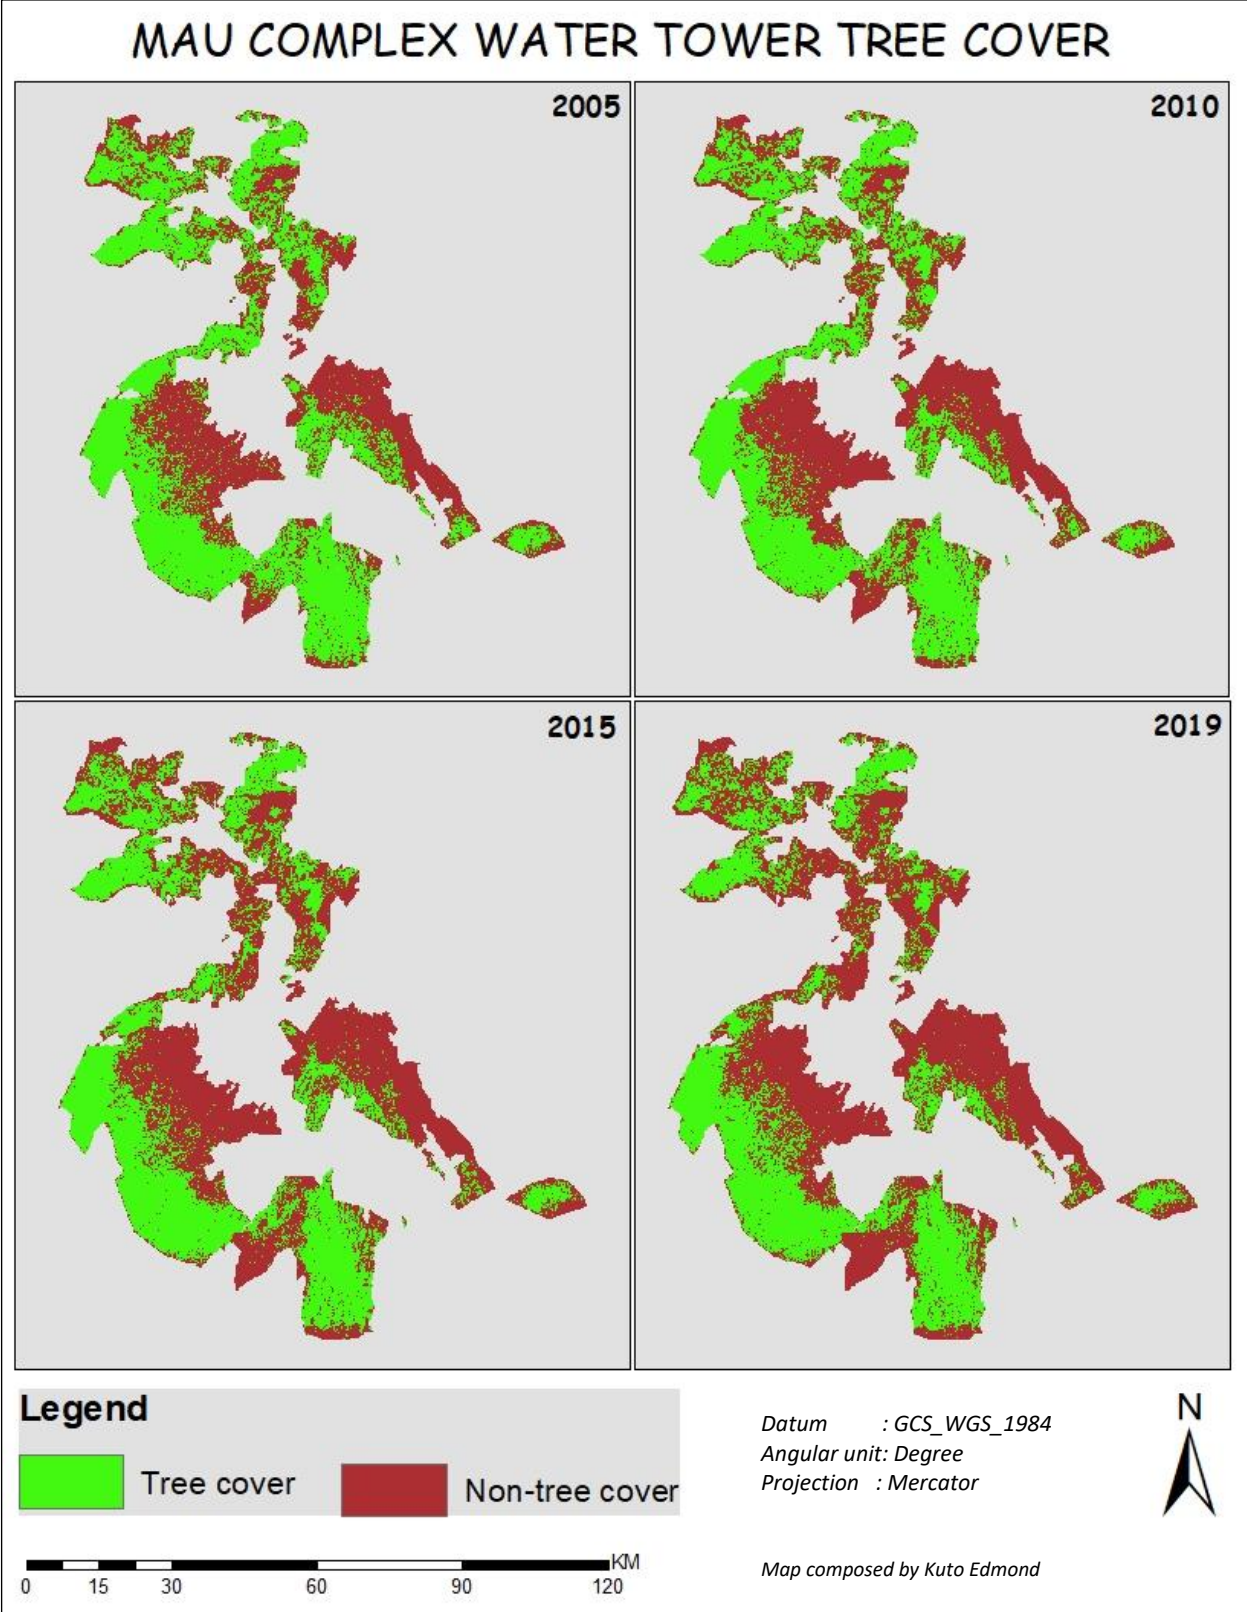 MAU COMPLEX WATER TOWER TREE COVER
2005
2010
2015
2019
Legend
Tree cover
Non-tree cover
Datum : GCS_WGS_1984
Angular unit: Degree
Projection : Mercator
N
KM
0 15 30 60 90 120
Map composed by Kuto Edmond